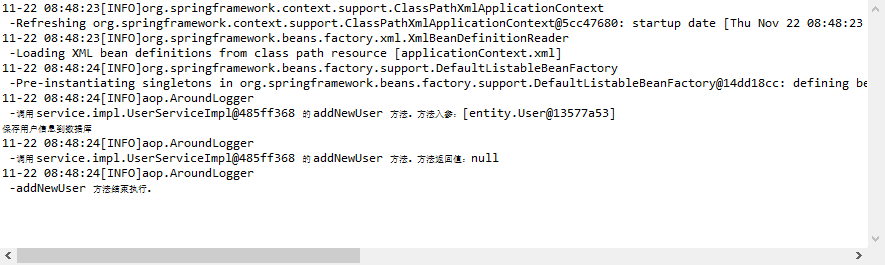 11-22 08:48:23[INFO]org.springframework.context.support.ClassPathXmlApplicationContext
-Refreshing org.springframework.context.support.ClassPathXmlApplicationContext@5cc47680: startup date [Thu Nov 22 08:48:23
11-22 08:48:23[INFO]org.springframework.beans.factory.xml.XmlBeanDefinitionReader
-Loading XML bean definitions from class path resource [applicationContext.xml]
11-22 08:48:24[INFO]org.springframework.beans.factory.support.DefaultListableBeanFactory
-Pre-instantiating singletons in org.springframework.beans.factory.support.DefaultListableBeanFactory@14dd18cc: defining be
11-22 08:48:24[INFO]aop.AroundLogger
-调用 service.impl.UserServiceImpl@485ff368 的 addNewUser 方法. 方法入参: [entity.User@13577a53]
保存用户信息到数据库
11-22 08:48:24[INFO]aop.AroundLogger
-调用 service.impl.UserServiceImpl@485ff368 的 addNewUser 方法. 方法返回值: null
11-22 08:48:24[INFO]aop.AroundLogger
-addNewUser 方法结束执行.